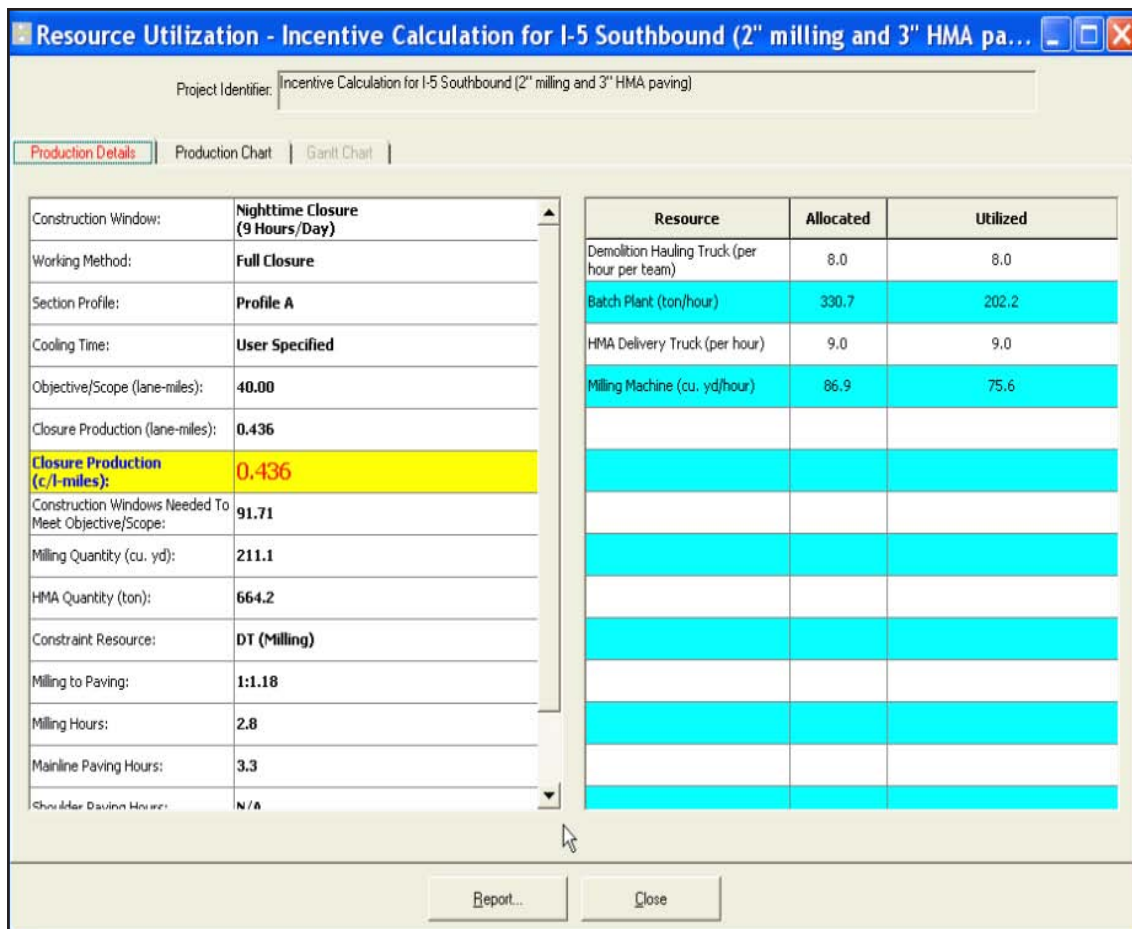 Resource Utilization - Incentive Calculation for I-5 Southbound (2" milling and 3" HMA pa...
Project Identifier: Incentive Calculation for I-5 Southbound (2" milling and 3" HMA paving)
Production Details Production Chart Gantt Chart
Construction Window: Nighttime Closure
(9 Hours/Day)
Working Method: Full Closure
Section Profile: Profile A
Cooling Time: User Specified
Objective/Scope (lane-miles): 40.00
Closure Production (lane-miles): 0.436
Closure Production
(c/l-miles): 0.436
Construction Windows Needed To
Meet Objective/Scope: 91.71
Milling Quantity (cu. yd): 211.1
HMA Quantity (ton): 664.2
Constraint Resource: DT (Milling)
Milling to Paving: 1:1.18
Milling Hours: 2.8
Mainline Paving Hours: 3.3
Shoulder Paving Hours: N/A
Resource Allocated Utilized
Demolition Hauling Truck (per
hour per team) 8.0 8.0
Batch Plant (ton/hour) 330.7 202.2
HMA Delivery Truck (per hour) 9.0 9.0
Milling Machine (cu. yd/hour) 86.9 75.6
Report... Close